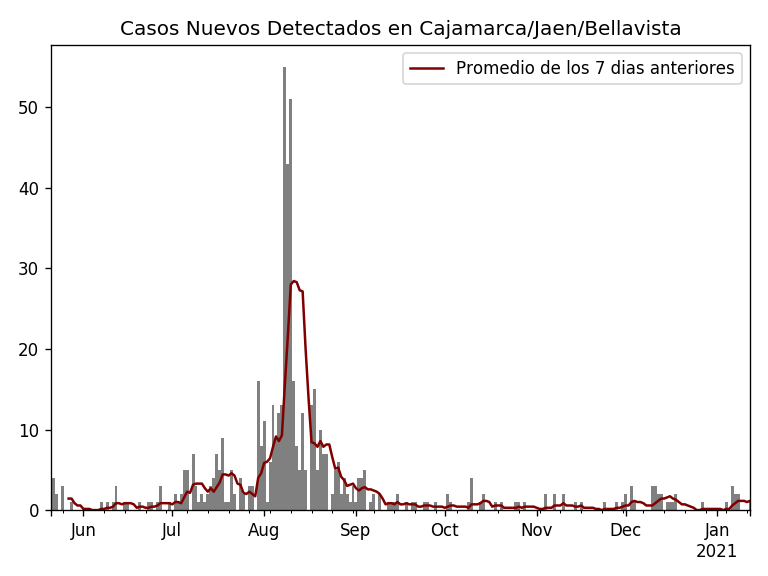 Casos Nuevos Detectados en Cajamarca/Jaen/Bellavista
Promedio de los 7 dias anteriores
50
40
30
20
10
0
Jun Jul Aug Sep Oct Nov Dec Jan
2021